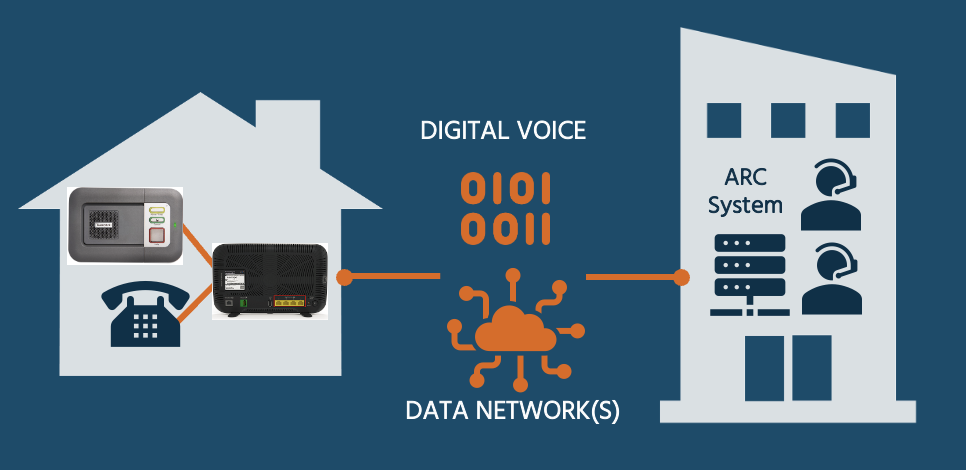 DIGITAL VOICE
0101
0011
DATA NETWORK(S)
ARC
System